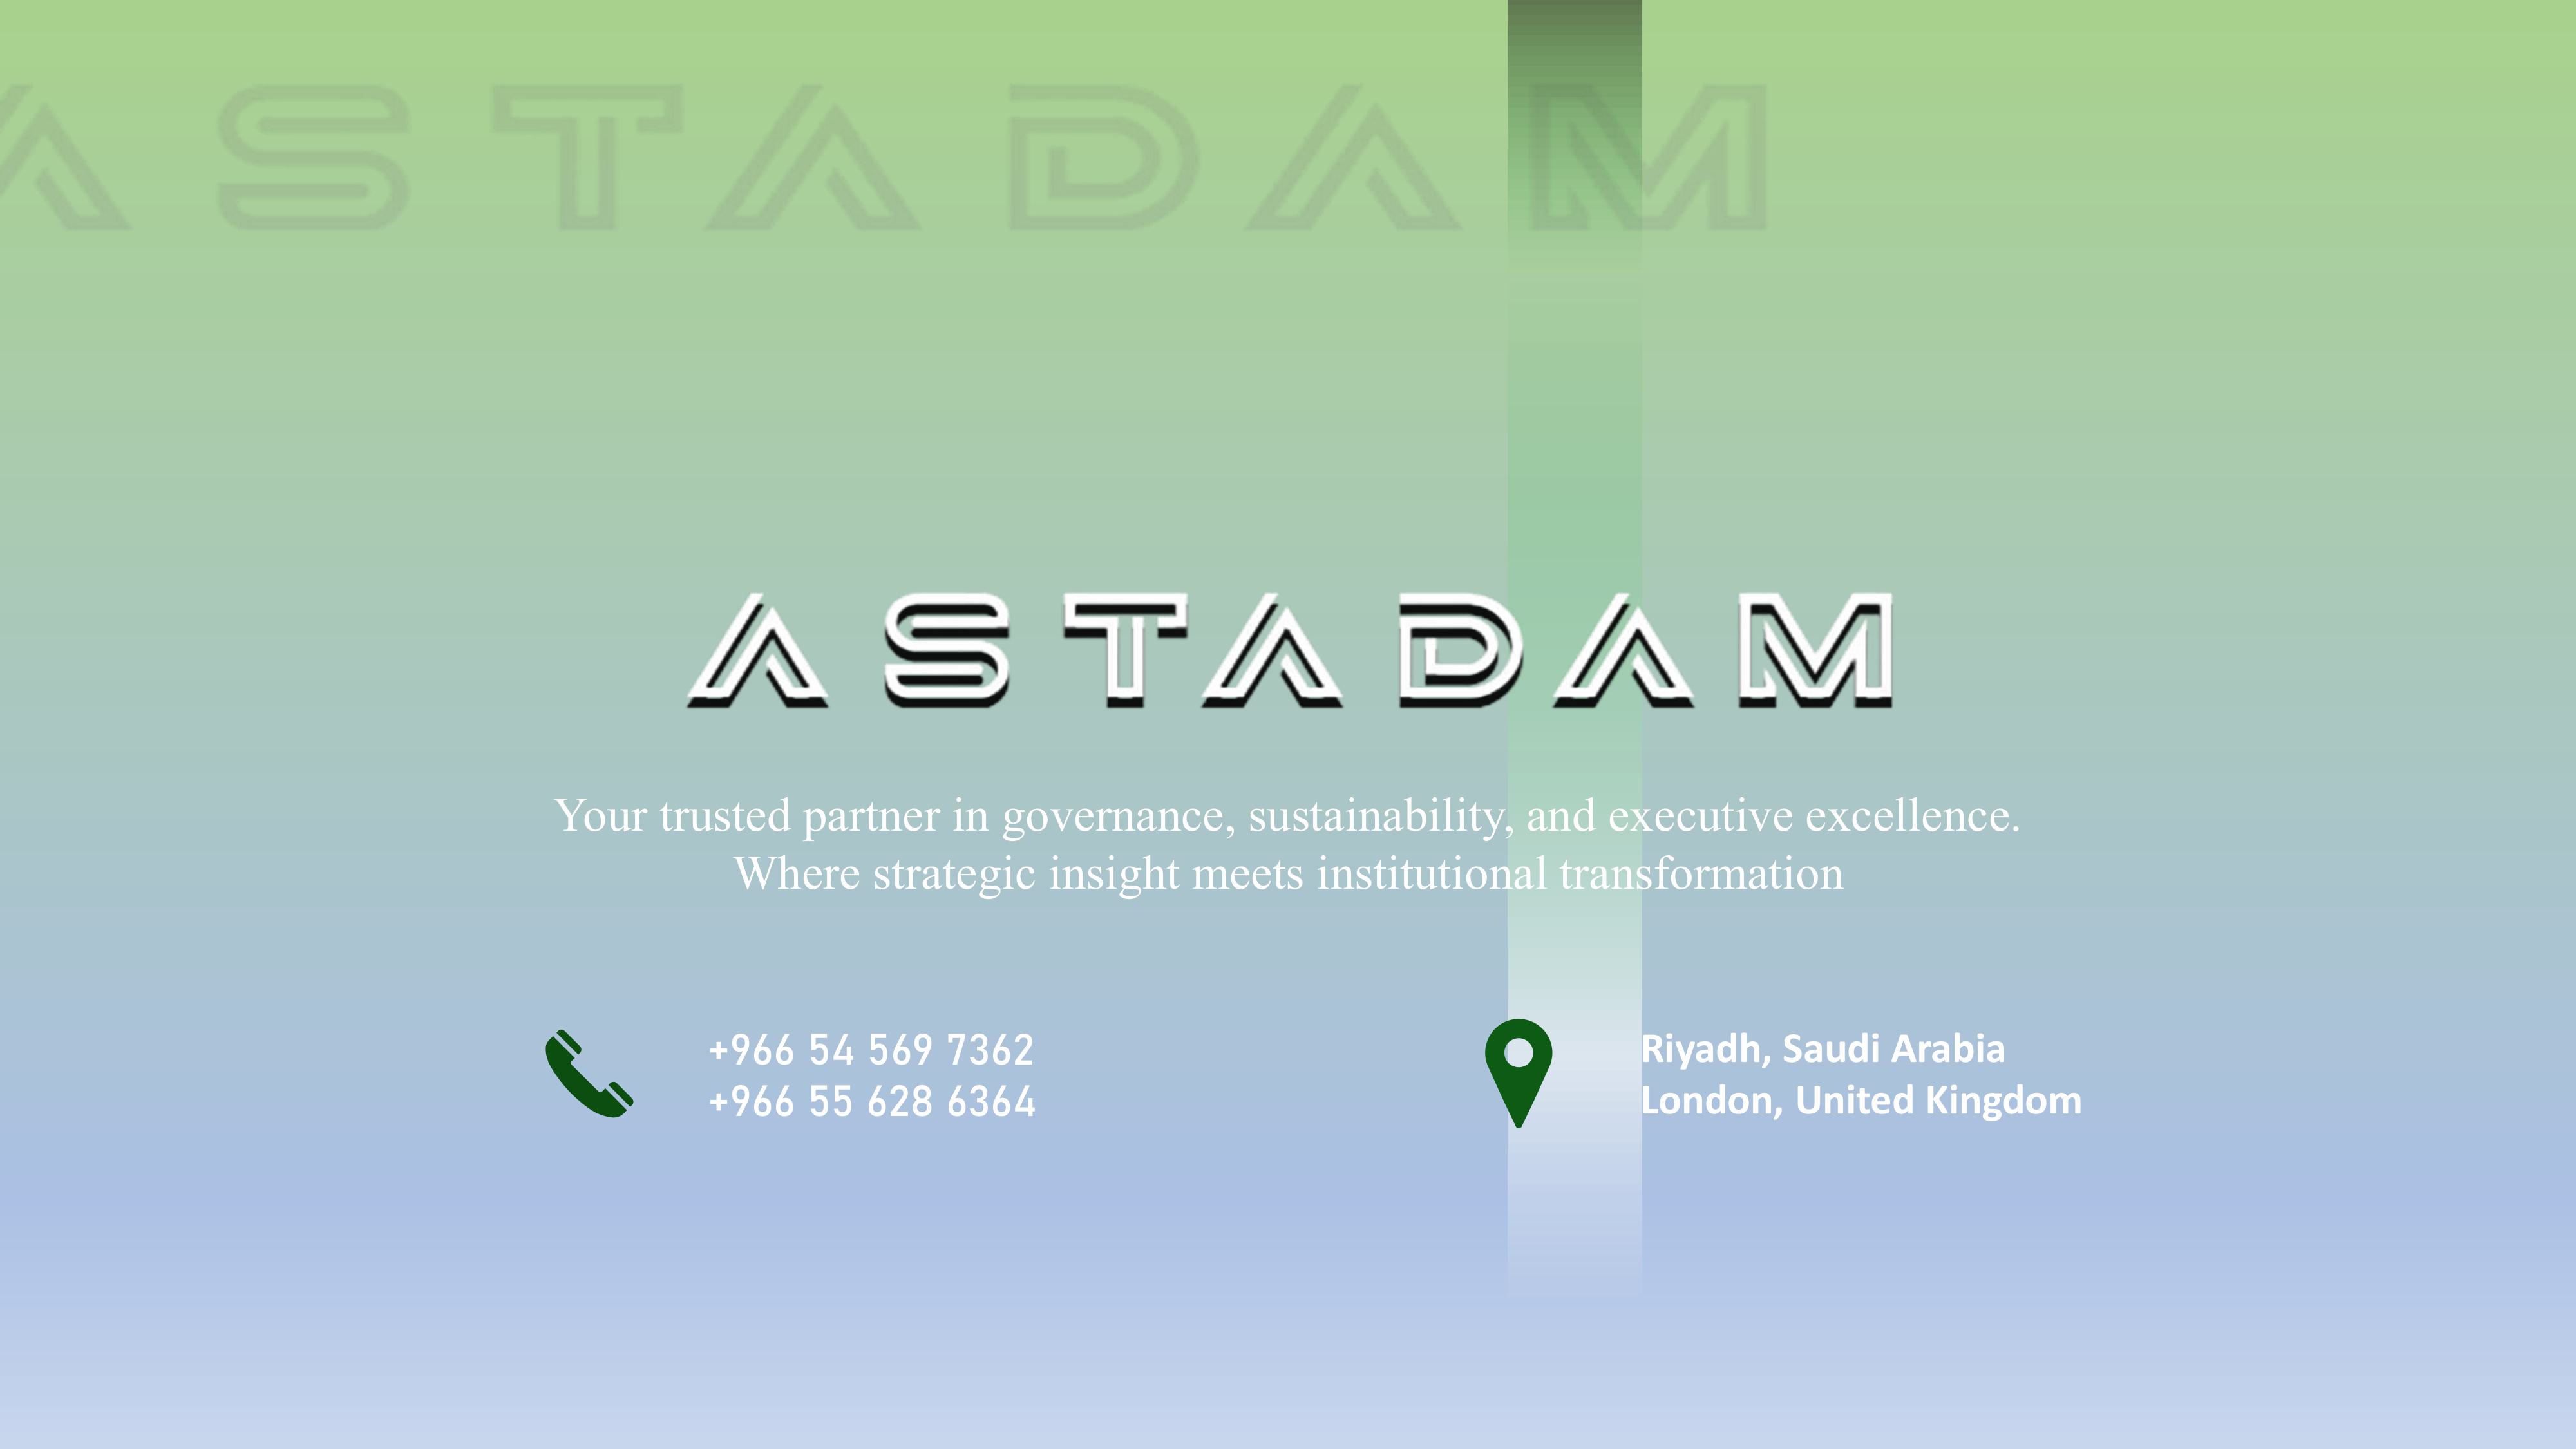 ASTADAM
ASTADAM
Your trusted partner in governance, sustainability, and executive excellence.
Where strategic insight meets institutional transformation
+966 54 569 7362
+966 55 628 6364
Riyadh, Saudi Arabia
London, United Kingdom